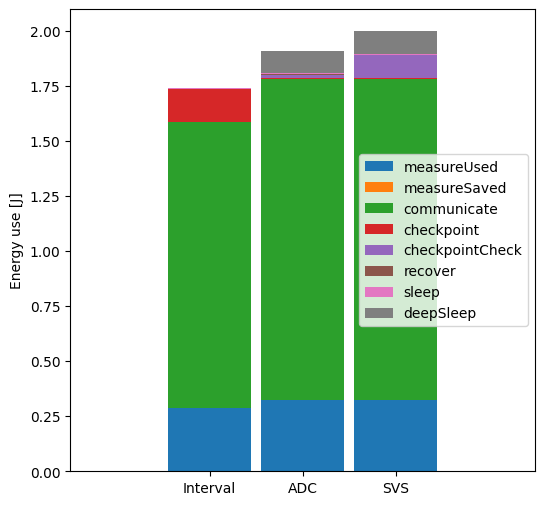 Energy use [J]
2.00
1.75
1.50
1.25
1.00
0.75
0.50
0.25
0.00
Interval
ADC
SVS
measureUsed
measureSaved
communicate
checkpoint
checkpointCheck
recover
sleep
deepSleep